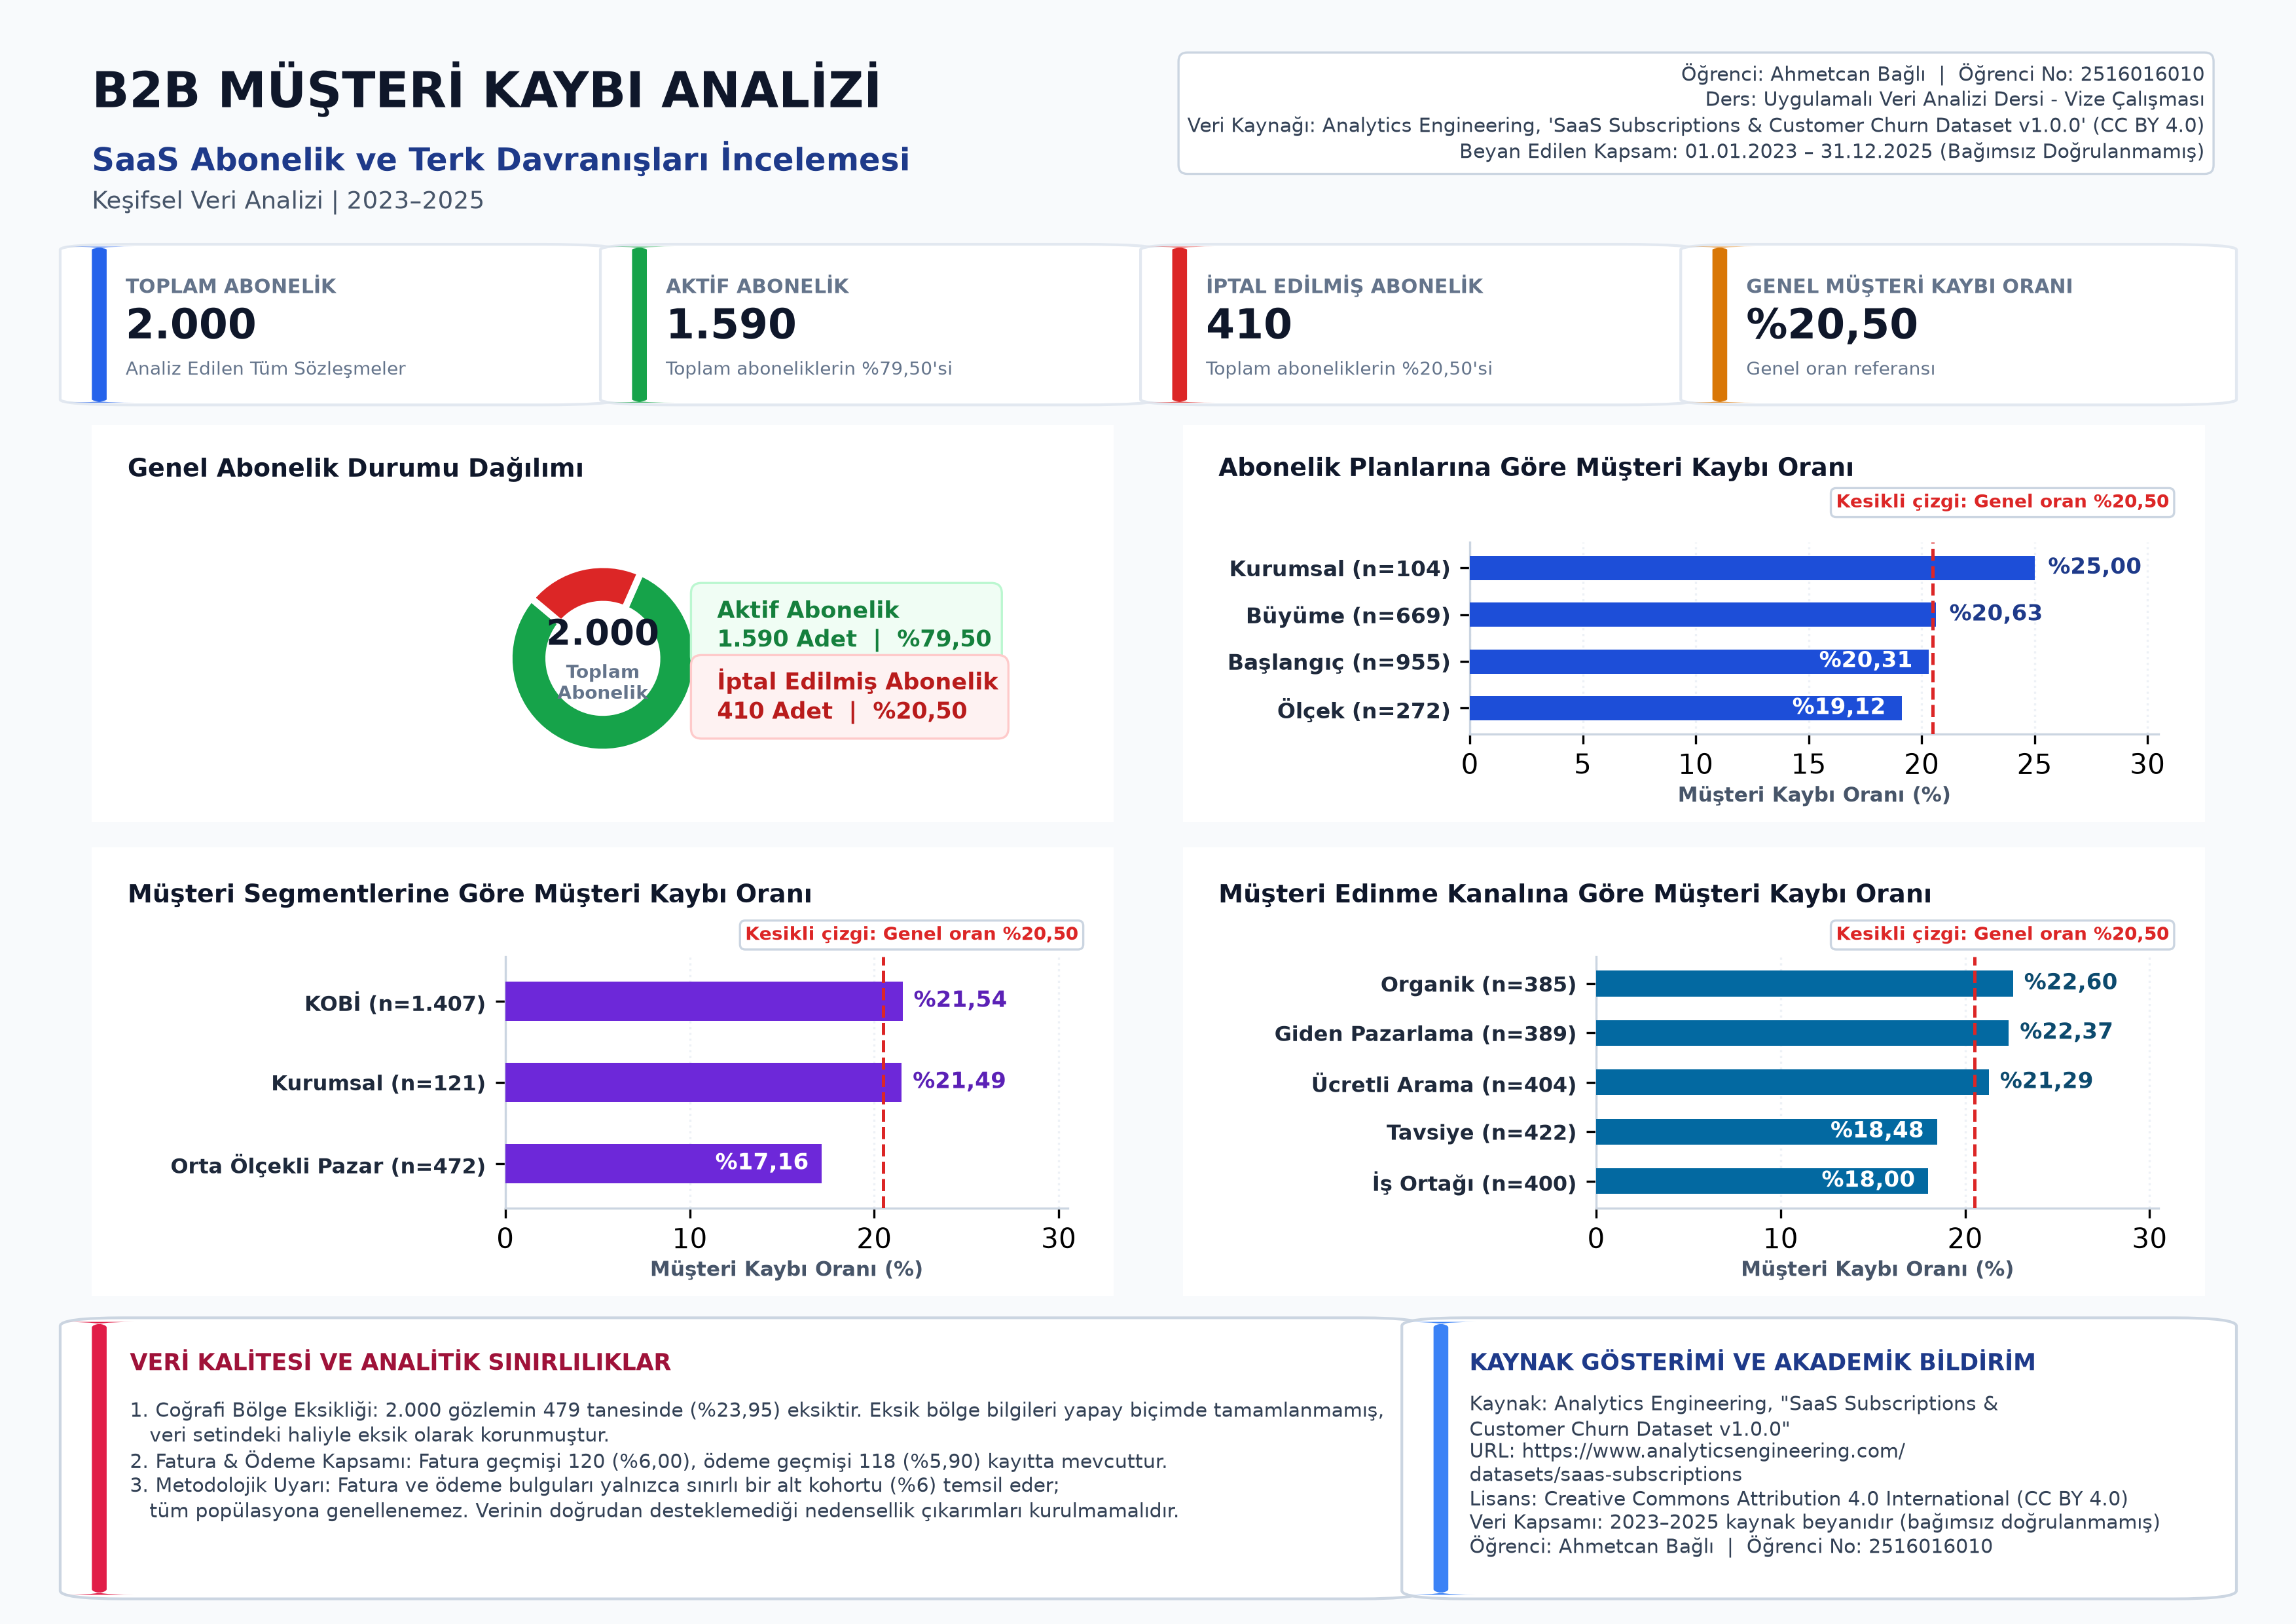 B2B MÜŞTERİ KAYBI ANALİZİ
SaaS Abonelik ve Terk Davranışları İncelemesi
Keşifsel Veri Analizi | 2023–2025
Öğrenci: Ahmetcan Bağlı | Öğrenci No: 2516016010
Ders: Uygulamalı Veri Analizi Dersi - Vize Çalışması
Veri Kaynağı: Analytics Engineering, 'SaaS Subscriptions & Customer Churn Dataset v1.0.0' (CC BY 4.0)
Beyan Edilen Kapsam: 01.01.2023 – 31.12.2025 (Bağımsız Doğrulanmamış)
TOPLAM ABONELİK
2.000
Analiz Edilen Tüm Sözleşmeler
AKTİF ABONELİK
1.590
Toplam aboneliklerin %79,50'si
İPTAL EDİLMİŞ ABONELİK
410
Toplam aboneliklerin %20,50'si
GENEL MÜŞTERİ KAYBI ORANI
%20,50
Genel oran referansı
Genel Abonelik Durumu Dağılımı
2.000
Toplam
Abonelik
Aktif Abonelik
1.590 Adet | %79,50
İptal Edilmiş Abonelik
410 Adet | %20,50
Abonelik Planlarına Göre Müşteri Kaybı Oranı
Kesikli çizgi: Genel oran %20,50
Kurumsal (n=104) %25,00
Büyüme (n=669) %20,63
Başlangıç (n=955) %20,31
Ölçek (n=272) %19,12
0 5 10 15 20 25 30
Müşteri Kaybı Oranı (%)
Müşteri Segmentlerine Göre Müşteri Kaybı Oranı
Kesikli çizgi: Genel oran %20,50
KOBİ (n=1.407) %21,54
Kurumsal (n=121) %21,49
Orta Ölçekli Pazar (n=472) %17,16
0 10 20 30
Müşteri Kaybı Oranı (%)
Müşteri Edinme Kanalına Göre Müşteri Kaybı Oranı
Kesikli çizgi: Genel oran %20,50
Organik (n=385) %22,60
Giden Pazarlama (n=389) %22,37
Ücretli Arama (n=404) %21,29
Tavsiye (n=422) %18,48
İş Ortağı (n=400) %18,00
0 10 20 30
Müşteri Kaybı Oranı (%)
VERİ KALİTESİ VE ANALİTİK SINIRLILIKLAR
1. Coğrafi Bölge Eksikliği: 2.000 gözlemin 479 tanesinde (%23,95) eksiktir. Eksik bölge bilgileri yapay biçimde tamamlanmamış,
veri setindeki haliyle eksik olarak korunmuştur.
2. Fatura & Ödeme Kapsamı: Fatura geçmişi 120 (%6,00), ödeme geçmişi 118 (%5,90) kayıtta mevcuttur.
3. Metodolojik Uyarı: Fatura ve ödeme bulguları yalnızca sınırlı bir alt kohortu (%6) temsil eder;
tüm popülasyona genellenemez. Verinin doğrudan desteklemediği nedensellik çıkarımları kurulmamalıdır.
KAYNAK GÖSTERİMİ VE AKADEMİK BİLDİRİM
Kaynak: Analytics Engineering, "SaaS Subscriptions &
Customer Churn Dataset v1.0.0"
URL: https://www.analyticsengineering.com/
datasets/saas-subscriptions
Lisans: Creative Commons Attribution 4.0 International (CC BY 4.0)
Veri Kapsamı: 2023–2025 kaynak beyanıdır (bağımsız doğrulanmamış)
Öğrenci: Ahmetcan Bağlı | Öğrenci No: 2516016010